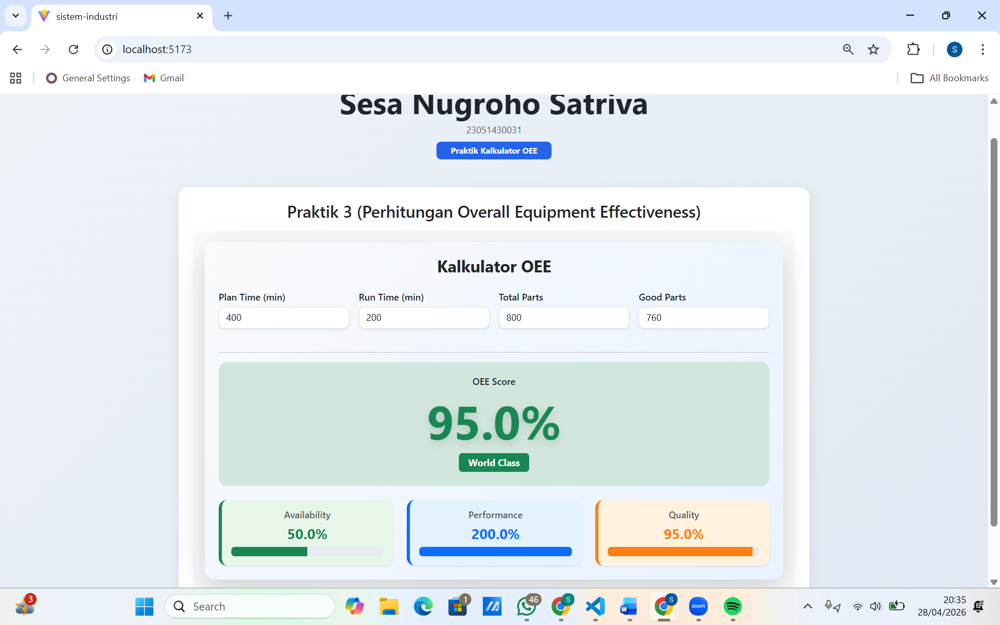 sistem-industri
localhost:5173
S
General Settings
Gmail
All Bookmarks
Sesa Nugroho Satriva
23051430031
Praktik Kalkulator OEE
Praktik 3 (Perhitungan Overall Equipment Effectiveness)
Kalkulator OEE
Plan Time (min)
Run Time (min)
Total Parts
Good Parts
400
200
800
760
OEE Score
95.0%
World Class
Availability
Performance
Quality
50.0%
200.0%
95.0%
3
Search
1
46
S
W
S
zoom
20:35
28/04/2026